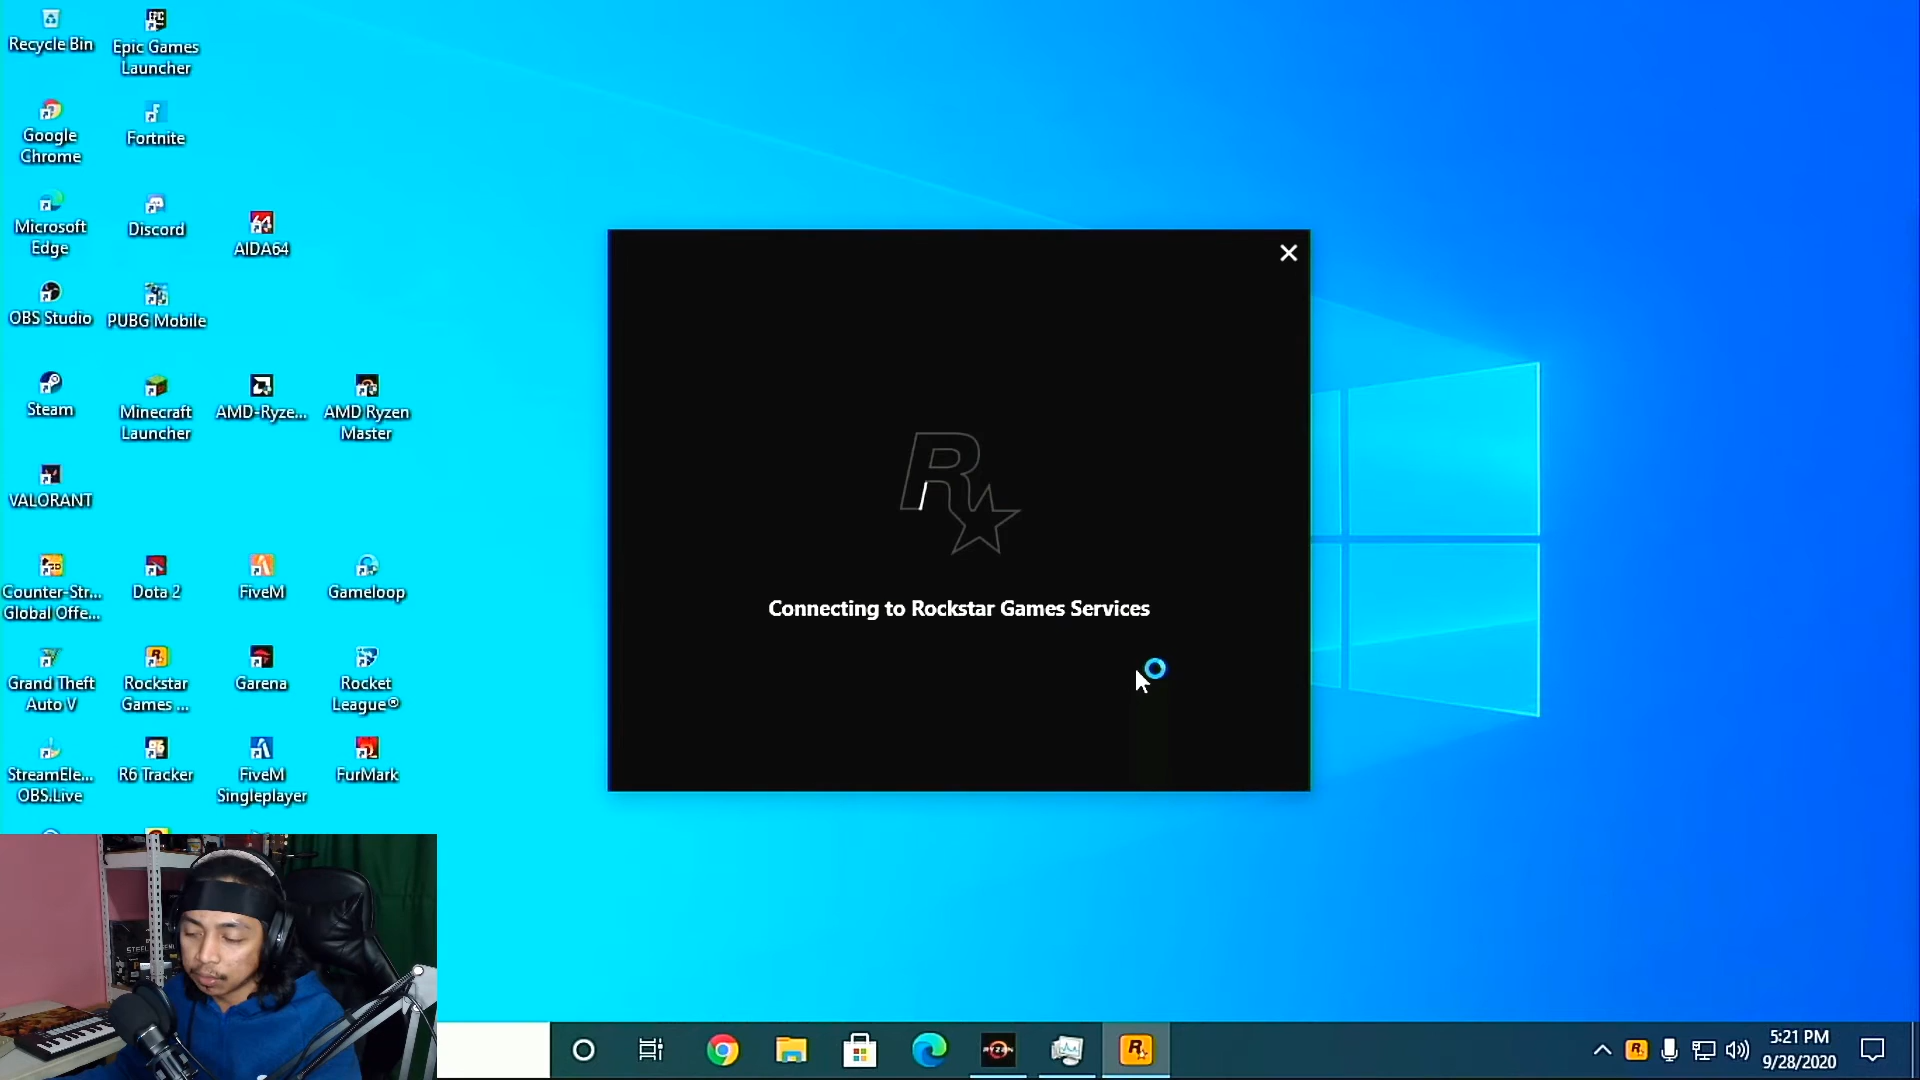 Recycle Bin
Epic Games
Launcher
Google
Chrome
Fortnite
Microsoft
Edge
Discord
64
AIDA64
OBS Studio
PUBG Mobile
Steam
Minecraft
Launcher
AMD-Ryze...
AMD Ryzen
Master
VALORANT
Counter-Str...
Global Offe...
Dota 2
FiveM
Gameloop
Grand Theft
Auto V
Rockstar
Games ...
Garena
Rocket
League®
StreamEle...
OBS.Live
R6 Tracker
FiveM
Singleplayer
FurMark
R
Connecting to Rockstar Games Services
RYZEN
5:21 PM
9/28/2020